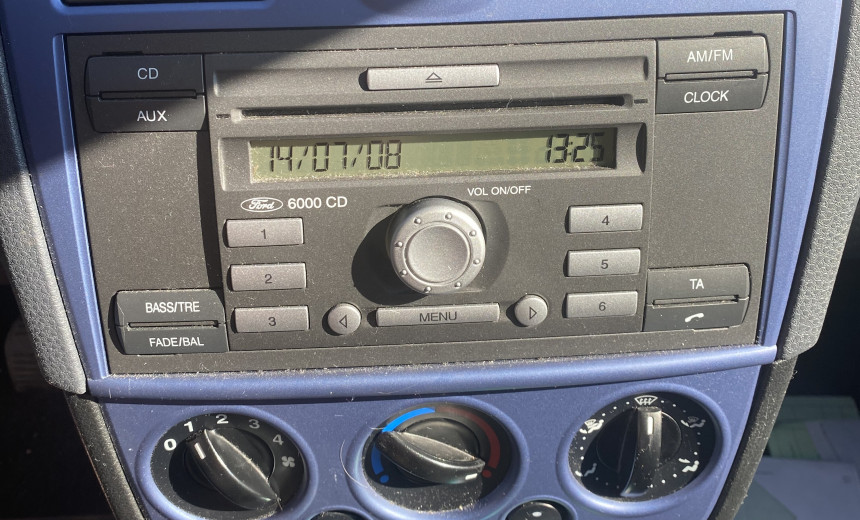 CD
AUX
AM/FM
CLOCK
14/07/08 13:25
VOL ON/OFF
Ford 6000 CD
1
2
3
4
5
6
MENU
BASS/TRE
FADE/BAL
TA
0 1 2 3 4